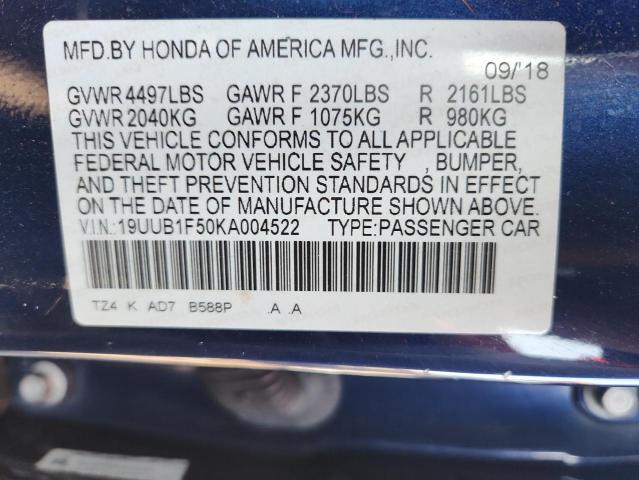 MFD.BY HONDA OF AMERICA MFG.,INC.
09/'18
GVWR 4497LBS GAWR F 2370LBS R 2161LBS
GVWR 2040KG GAWR F 1075KG R 980KG
THIS VEHICLE CONFORMS TO ALL APPLICABLE
FEDERAL MOTOR VEHICLE SAFETY , BUMPER,
AND THEFT PREVENTION STANDARDS IN EFFECT
ON THE DATE OF MANUFACTURE SHOWN ABOVE.
V.I.N.:19UUB1F50KA004522 TYPE:PASSENGER CAR
TZ4 K AD7 B588P .A .A